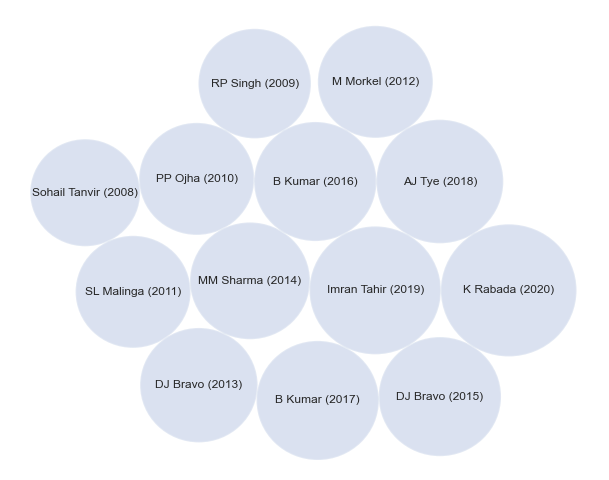 RP Singh (2009)
M Morkel (2012)
Sohail Tanvir (2008)
PP Ojha (2010)
B Kumar (2016)
AJ Tye (2018)
SL Malinga (2011)
MM Sharma (2014)
Imran Tahir (2019)
K Rabada (2020)
DJ Bravo (2013)
B Kumar (2017)
DJ Bravo (2015)